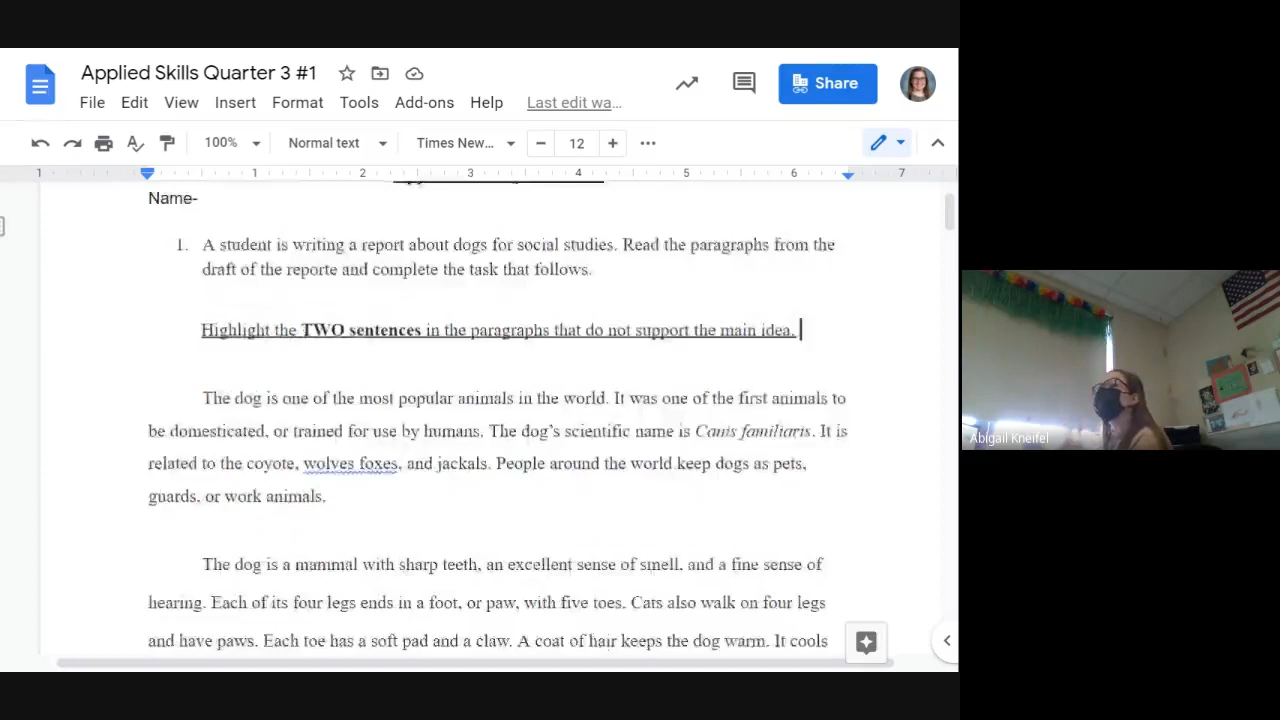 Applied Skills Quarter 3 #1
File Edit View Insert Format Tools Add-ons Help Last edit wa...
Share
100% Normal text Times New... 12
1 1 2 3 4 5 6 7
Name-
1. A student is writing a report about dogs for social studies. Read the paragraphs from the
draft of the reporte and complete the task that follows.
Highlight the TWO sentences in the paragraphs that do not support the main idea.
The dog is one of the most popular animals in the world. It was one of the first animals to
be domesticated, or trained for use by humans. The dog's scientific name is Canis familiaris. It is
related to the coyote, wolves foxes, and jackals. People around the world keep dogs as pets,
guards, or work animals.
The dog is a mammal with sharp teeth, an excellent sense of smell, and a fine sense of
hearing. Each of its four legs ends in a foot, or paw, with five toes. Cats also walk on four legs
and have paws. Each toe has a soft pad and a claw. A coat of hair keeps the dog warm. It cools
Abigail Kneifel